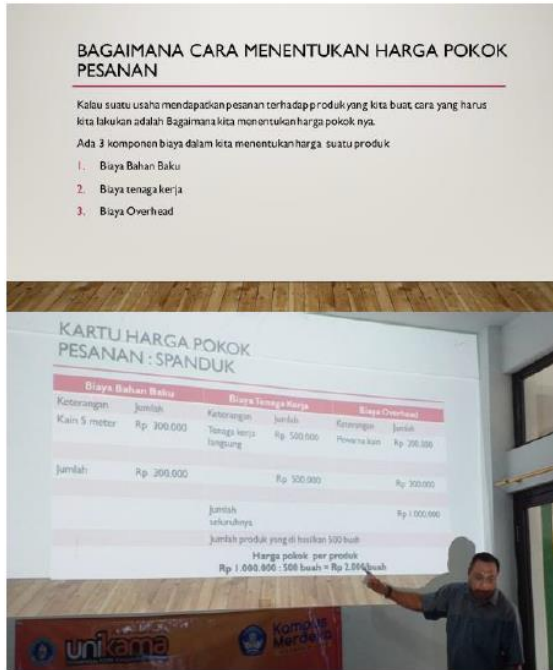 BAGAIMANA CARA MENENTUKAN HARGA POKOK
PESANAN
Kalau suatu usaha mendapatkan pesanan terhadap produk yang kita buat, cara yang harus
kita lakukan adalah Bagaimana kita menentukan harga pokok nya.
Ada 3 komponen biaya dalam kita menentukan harga suatu produk
1. Biaya Bahan Baku
2. Biaya tenaga kerja
3. Biaya Overhead
KARTU HARGA POKOK
PESANAN : SPANDUK
Biaya Bahan Baku Biaya Tenaga Kerja Biaya Overhead
Keterangan Jumlah Keterangan Jumlah Keterangan Jumlah
Kain 5 meter Rp 300.000 Tenaga kerja langsung Rp 500.000 Pewarna kain Rp 200.000
Jumlah Rp 300.000 Rp 500.000 Rp 200.000
Jumlah seluruhnya Rp 1.000.000
Jumlah produk yang di hasilkan 500 buah
Harga pokok per produk
Rp 1.000.000 : 500 buah = Rp 2.000/buah
unikama
Kampus
Merdeka